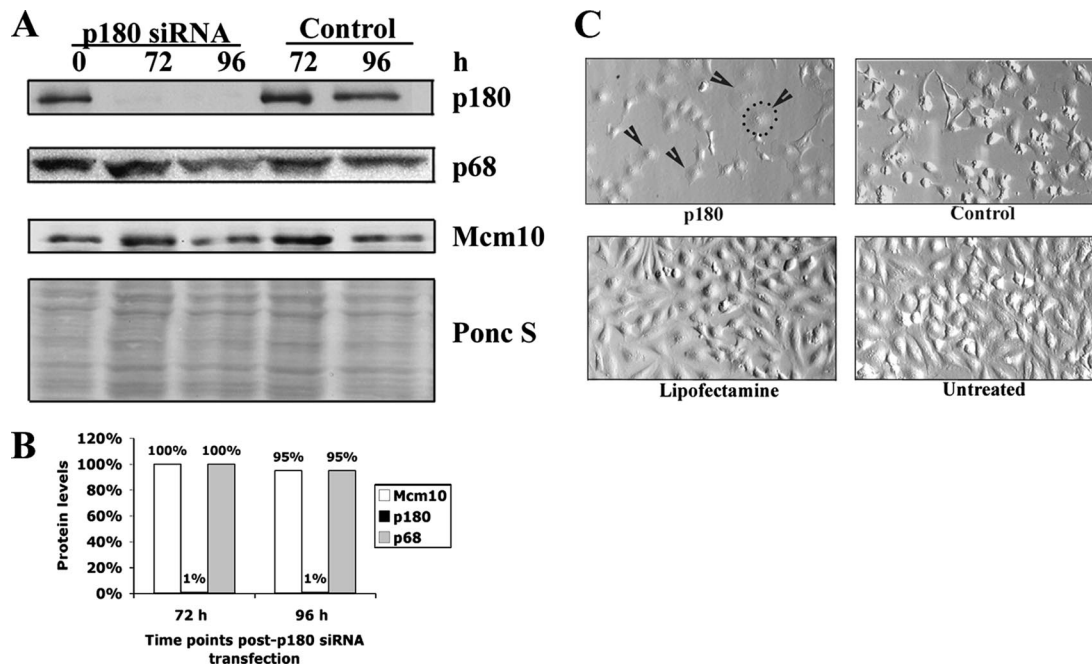 A
p180 siRNA Control
0 72 96 72 96 h
p180
p68
Mcm10
Ponc S
B
120%
100%
80%
60%
40%
20%
0%
Protein levels
100% 1% 100%
95% 1% 95%
72 h 96 h
Time points post-p180 siRNA
transfection
Mcm10
p180
p68
C
p180 Control
Lipofectamine Untreated